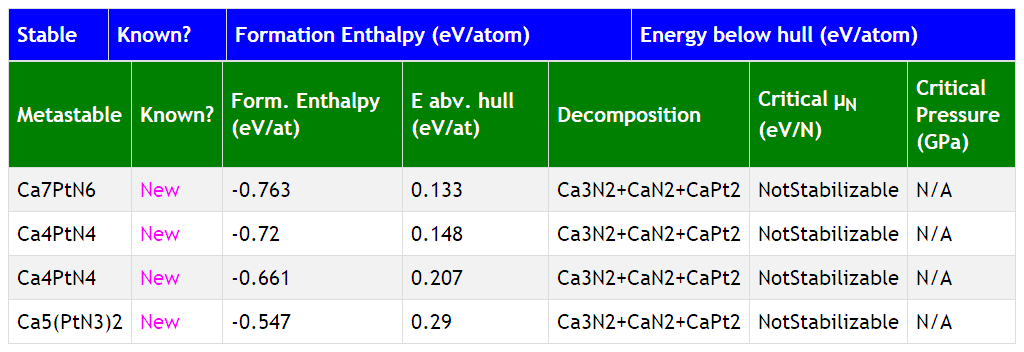 Stable Known? Formation Enthalpy (eV/atom) Energy below hull (eV/atom)
Metastable Known? Form. Enthalpy (eV/at) E abv. hull (eV/at) Decomposition Critical μN (eV/N) Critical Pressure (GPa)
Ca7PtN6 New -0.763 0.133 Ca3N2+CaN2+CaPt2 NotStabilizable N/A
Ca4PtN4 New -0.72 0.148 Ca3N2+CaN2+CaPt2 NotStabilizable N/A
Ca4PtN4 New -0.661 0.207 Ca3N2+CaN2+CaPt2 NotStabilizable N/A
Ca5(PtN3)2 New -0.547 0.29 Ca3N2+CaN2+CaPt2 NotStabilizable N/A